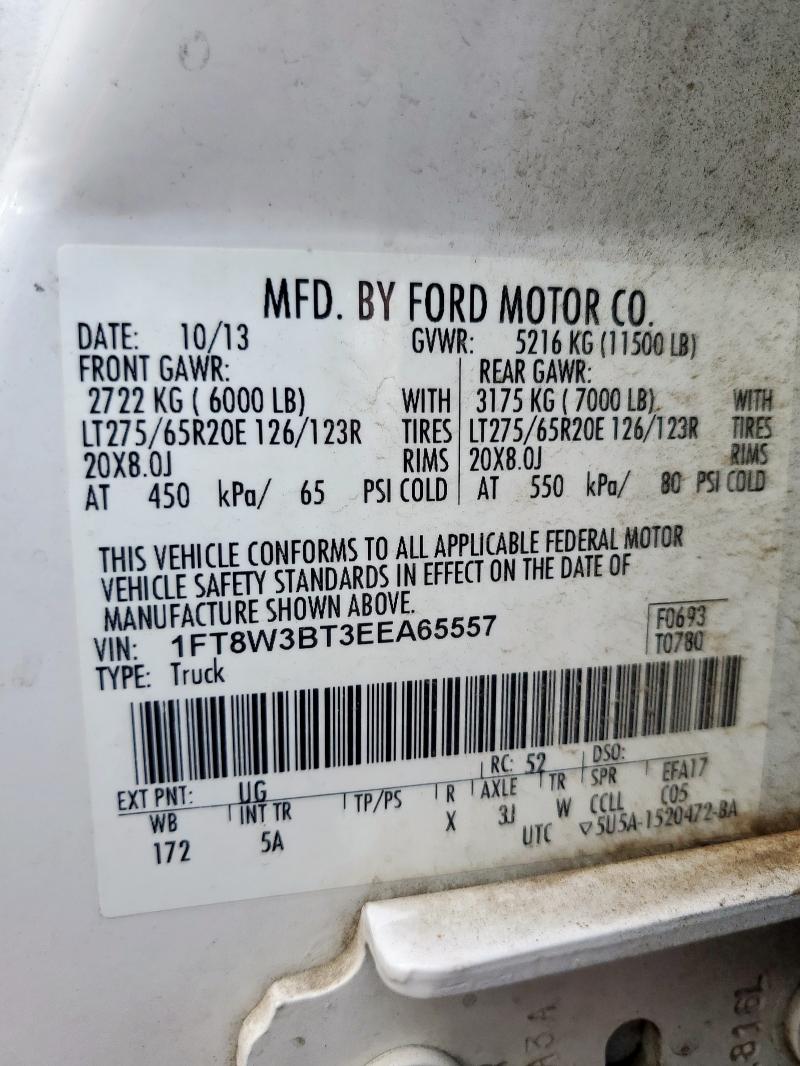 MFD. BY FORD MOTOR CO.
DATE: 10/13 GVWR: 5216 KG (11500 LB)
FRONT GAWR: REAR GAWR:
2722 KG ( 6000 LB) WITH 3175 KG ( 7000 LB) WITH
LT275/65R20E 126/123R TIRES LT275/65R20E 126/123R TIRES
20X8.0J RIMS 20X8.0J RIMS
AT 450 kPa/ 65 PSI COLD AT 550 kPa/ 80 PSI COLD
THIS VEHICLE CONFORMS TO ALL APPLICABLE FEDERAL MOTOR
VEHICLE SAFETY STANDARDS IN EFFECT ON THE DATE OF
MANUFACTURE SHOWN ABOVE.
VIN: 1FT8W3BT3EEA65557 F0693
TYPE: Truck T0780
EXT PNT: UG RC: 52 DSO:
WB INT TR TP/PS R AXLE TR SPR EFA17
172 5A X 3J W CCLL C05
UTC ▽5U5A-1520472-BA